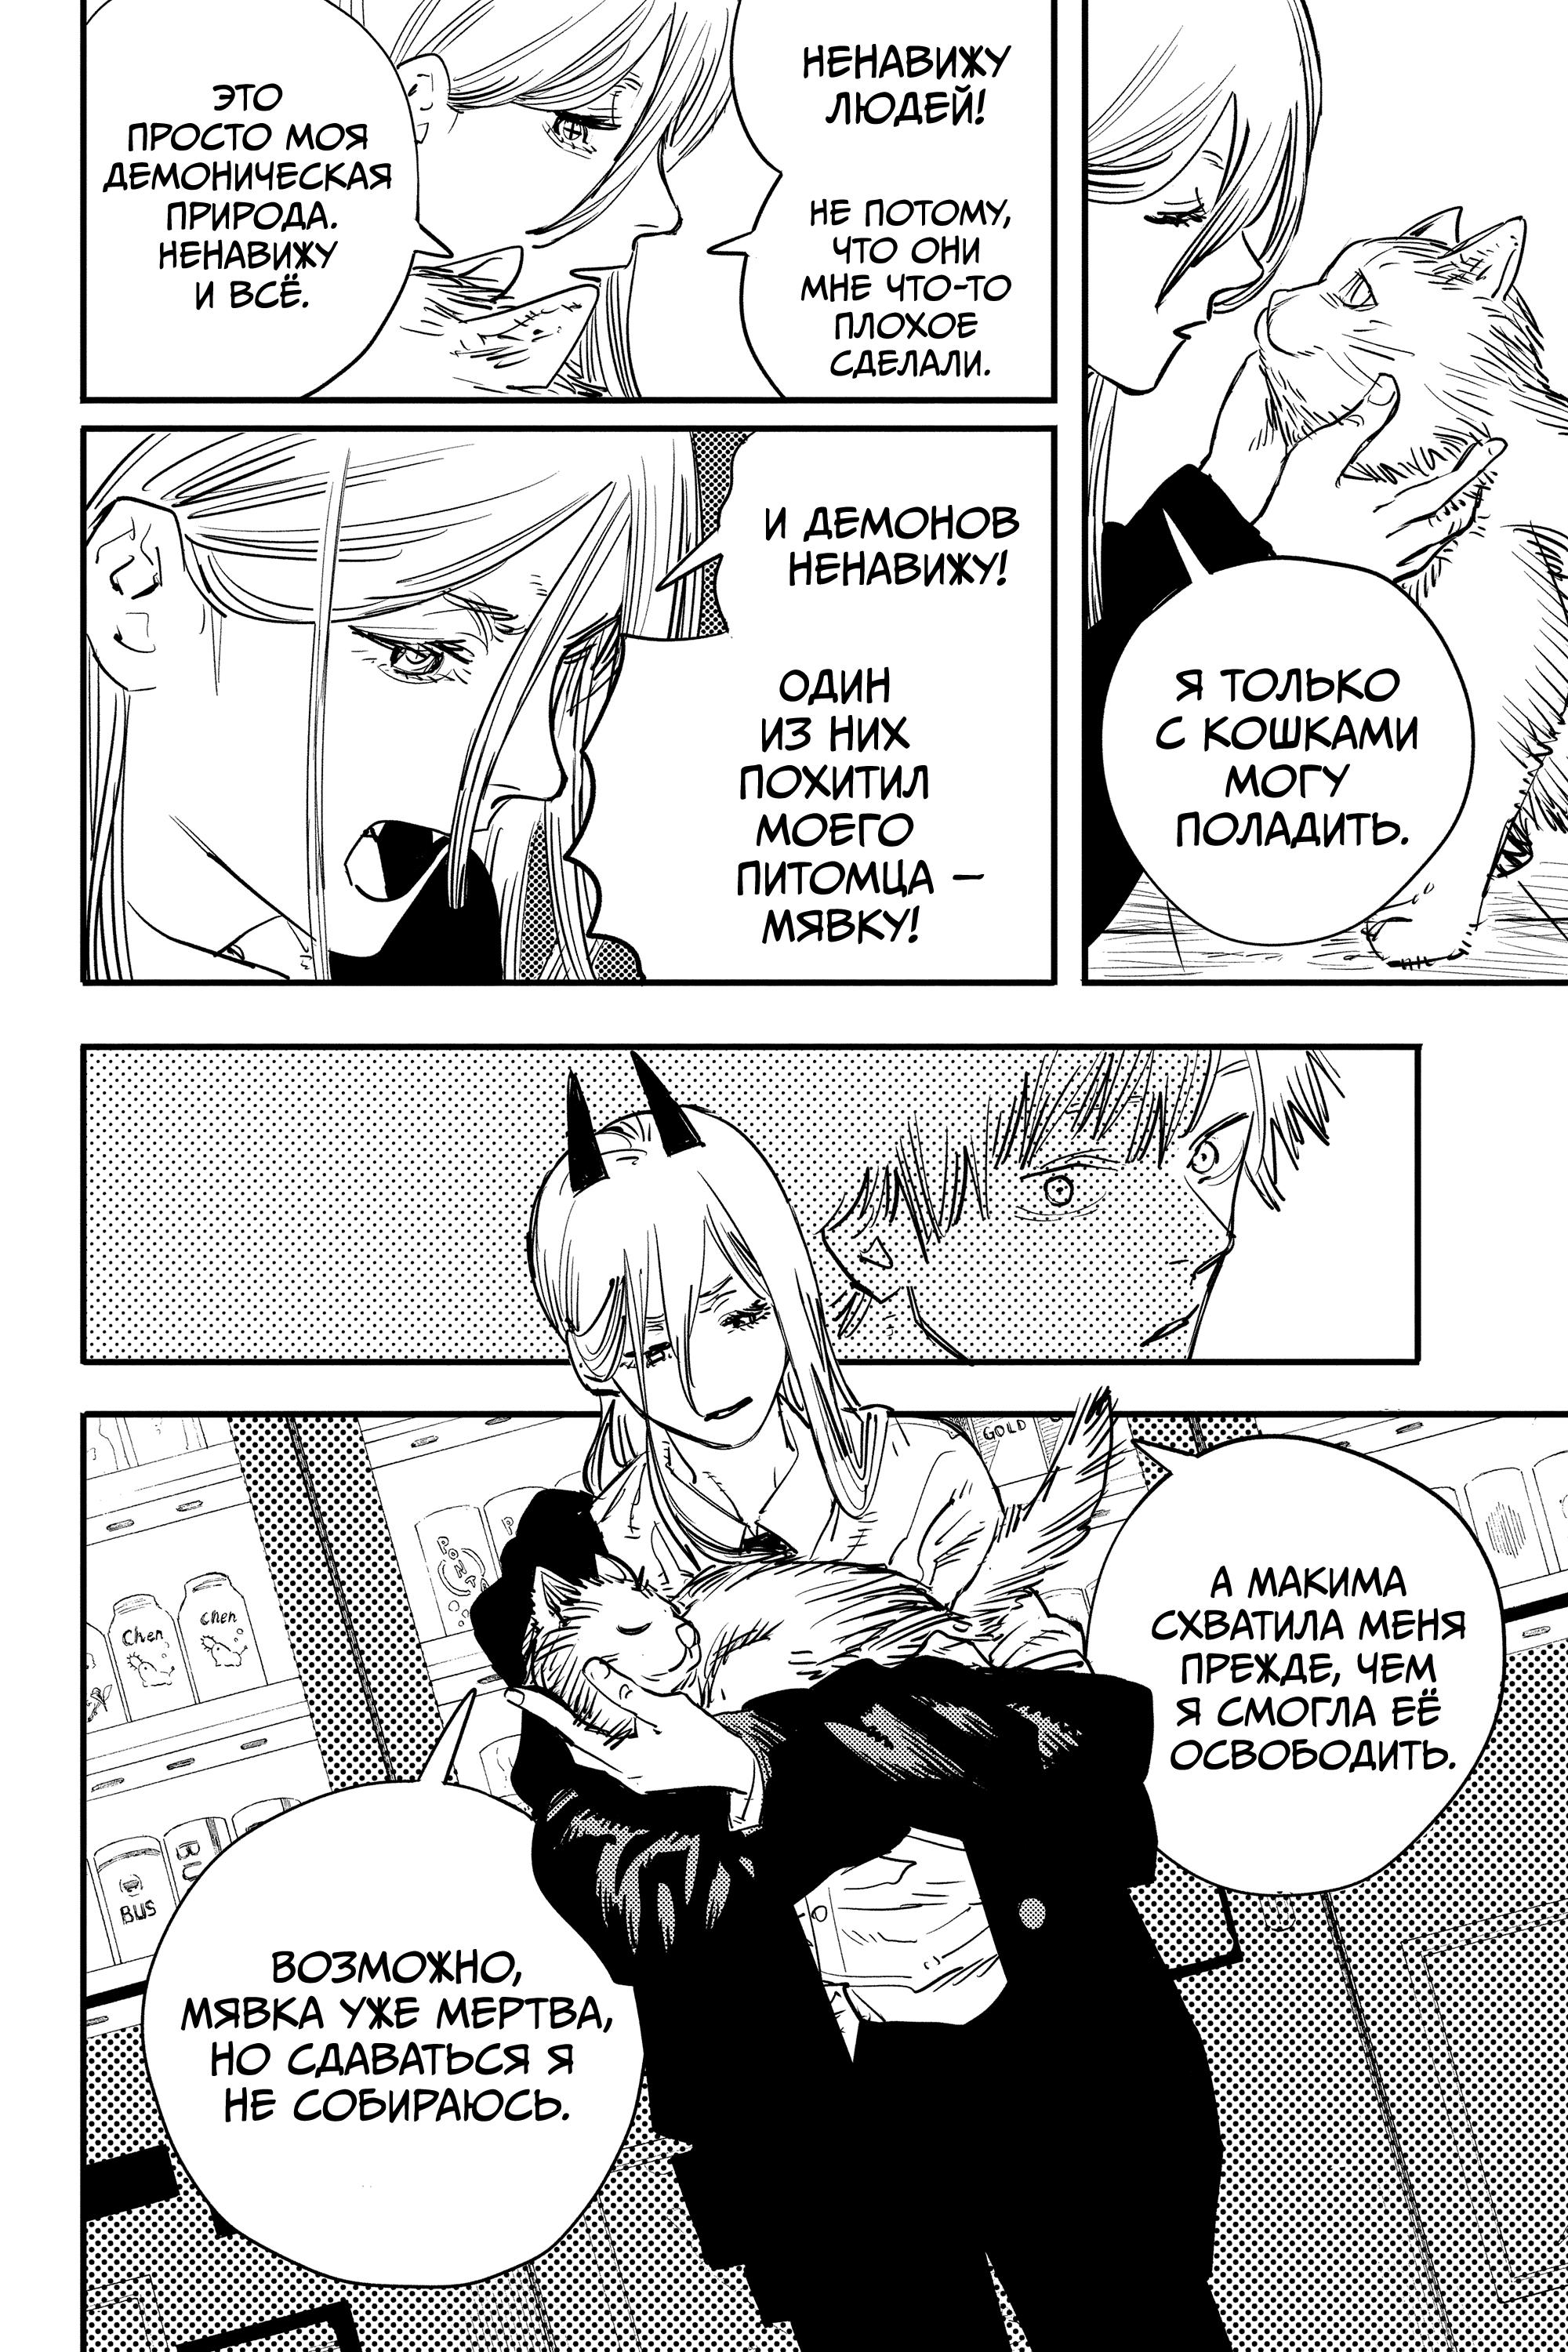 Я ТОЛЬКО
С КОШКАМИ
МОГУ
ПОЛАДИТЬ.
НЕНАВИЖУ
ЛЮДЕЙ!
НЕ ПОТОМУ,
ЧТО ОНИ
МНЕ ЧТО-ТО
ПЛОХОЕ
СДЕЛАЛИ.
ЭТО
ПРОСТО МОЯ
ДЕМОНИЧЕСКАЯ
ПРИРОДА.
НЕНАВИЖУ
И ВСЁ.
И ДЕМОНОВ
НЕНАВИЖУ!
ОДИН
ИЗ НИХ
ПОХИТИЛ
МОЕГО
ПИТОМЦА —
МЯВКУ!
А МАКИМА
СХВАТИЛА МЕНЯ
ПРЕЖДЕ, ЧЕМ
Я СМОГЛА ЕЁ
ОСВОБОДИТЬ.
ВОЗМОЖНО,
МЯВКА УЖЕ МЕРТВА,
НО СДАВАТЬСЯ Я
НЕ СОБИРАЮСЬ.
GOLD
Chen
Chen
BUS